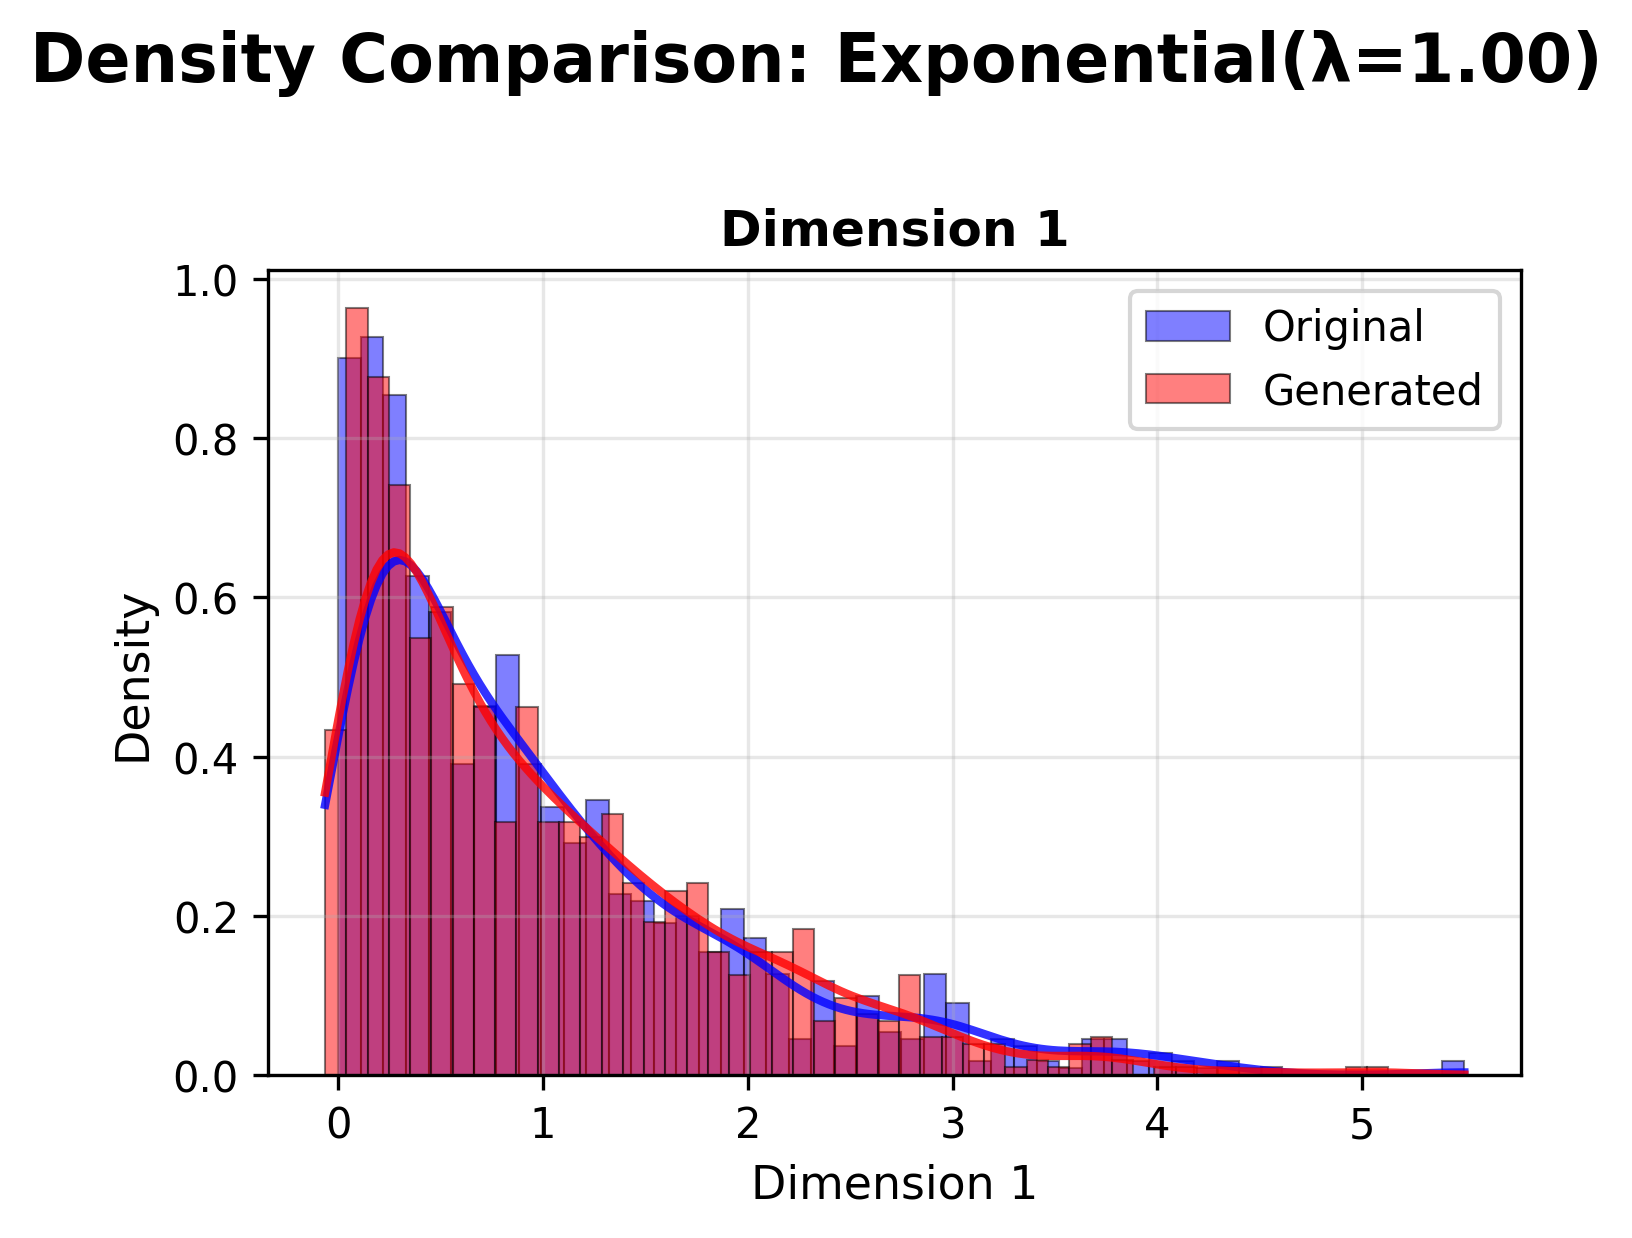 Density Comparison: Exponential(λ=1.00)
Dimension 1
Original
Generated
Density
1.0
0.8
0.6
0.4
0.2
0.0
0 1 2 3 4 5
Dimension 1